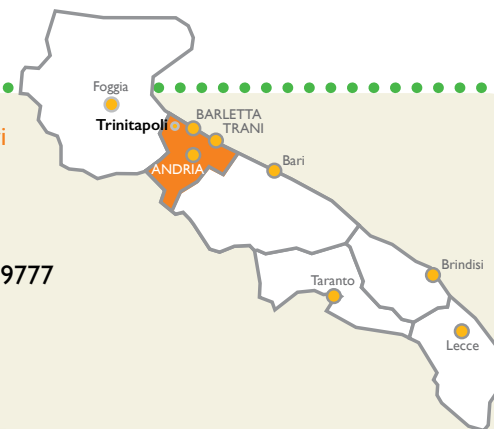 Foggia
BARLETTA
Trinitapoli
TRANI
i
ANDRIA
Bari
9777
Brindisi
Taranto
Lecce